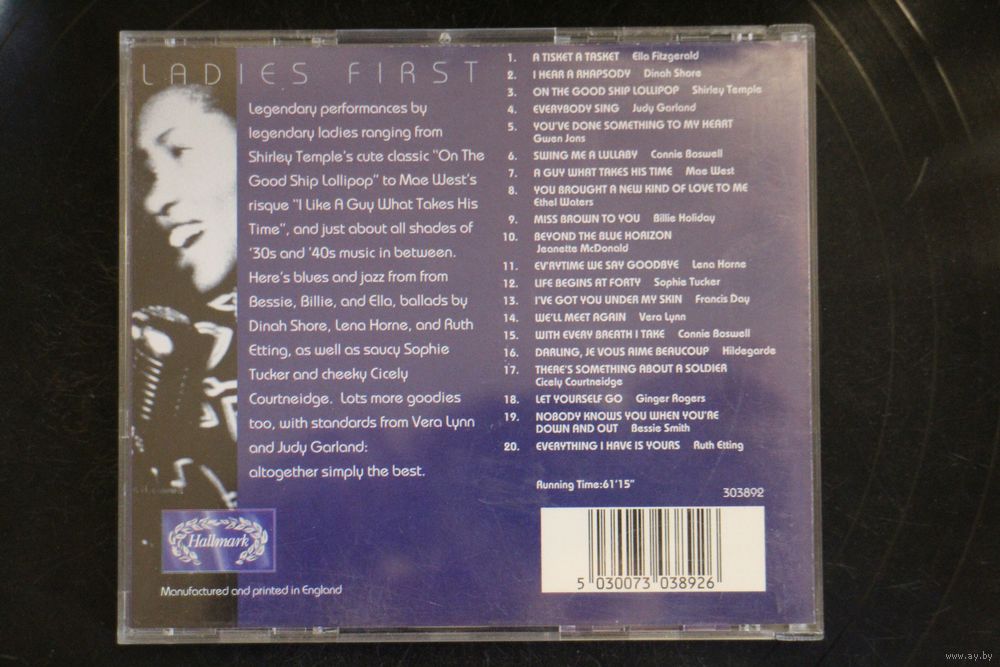 LADIES FIRST
Legendary performances by
legendary ladies ranging from
Shirley Temple's cute classic "On The
Good Ship Lollipop" to Mae West's
risque "I Like A Guy What Takes His
Time", and just about all shades of
'30s and '40s music in between.
Here's blues and jazz from from
Bessie, Billie, and Ella, ballads by
Dinah Shore, Lena Horne, and Ruth
Etting, as well as saucy Sophie
Tucker and cheeky Cicely
Courtneidge. Lots more goodies
too, with standards from Vera Lynn
and Judy Garland:
altogether simply the best.
Hallmark
Manufactured and printed in England
1. A TISKET A TASKET Ella Fitzgerald
2. I HEAR A RHAPSODY Dinah Shore
3. ON THE GOOD SHIP LOLLIPOP Shirley Temple
4. EVERYBODY SING Judy Garland
5. YOU'VE DONE SOMETHING TO MY HEART
Gwen Jons
6. SWING ME A LULLABY Connie Boswell
7. A GUY WHAT TAKES HIS TIME Mae West
8. YOU BROUGHT A NEW KIND OF LOVE TO ME
Ethel Waters
9. MISS BROWN TO YOU Billie Holiday
10. BEYOND THE BLUE HORIZON
Jeanette McDonald
11. EV'RYTIME WE SAY GOODBYE Lena Horne
12. LIFE BEGINS AT FORTY Sophie Tucker
13. I'VE GOT YOU UNDER MY SKIN Francis Day
14. WE'LL MEET AGAIN Vera Lynn
15. WITH EVERY BREATH I TAKE Connie Boswell
16. DARLING, JE VOUS AIME BEAUCOUP Hildegarde
17. THERE'S SOMETHING ABOUT A SOLDIER
Cicely Courtneidge
18. LET YOURSELF GO Ginger Rogers
19. NOBODY KNOWS YOU WHEN YOU'RE
DOWN AND OUT Bessie Smith
20. EVERYTHING I HAVE IS YOURS Ruth Etting
Running Time:61'15"
303892
5 030073 038926
www.ay.by